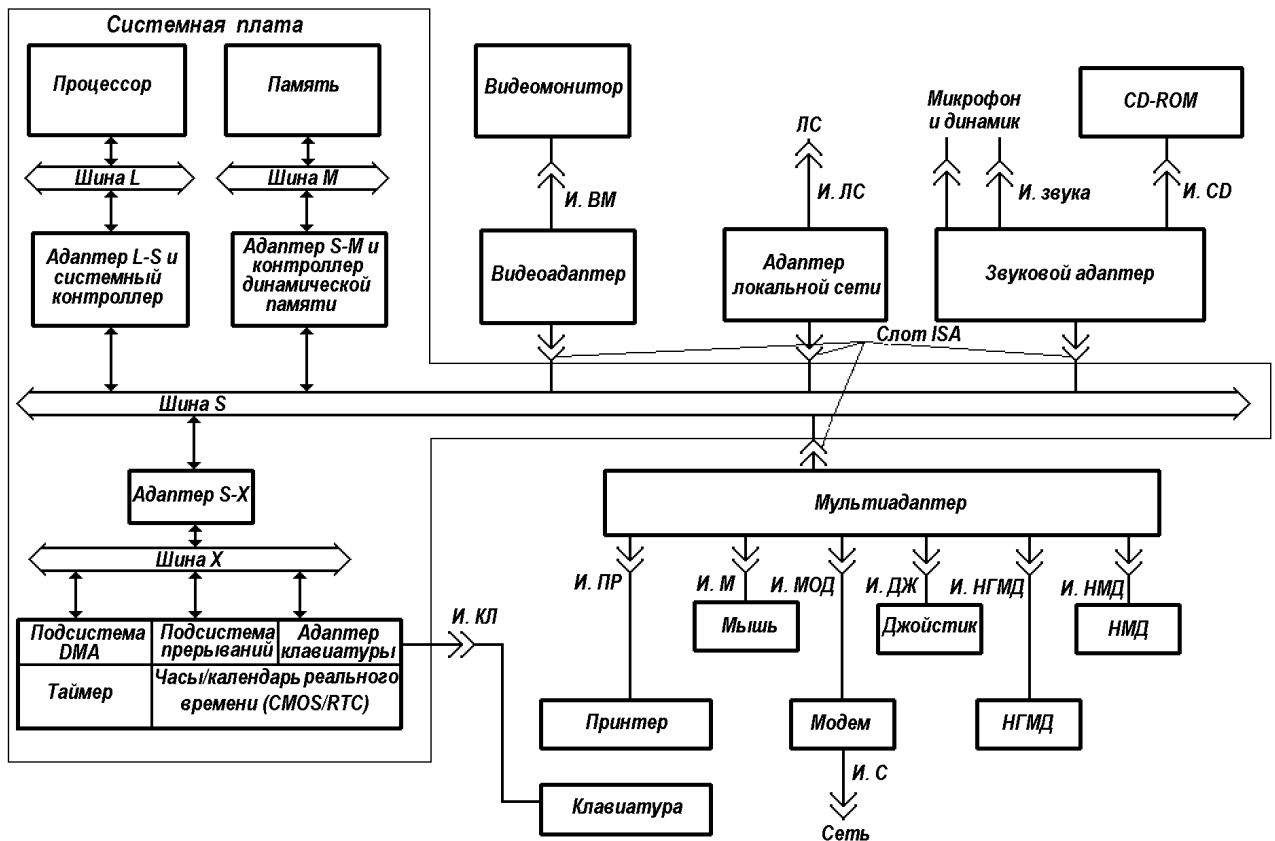 Системная плата
Процессор
Память
Видеомонитор
Микрофон
и динамик
CD-ROM
ЛС
Шина L
Шина M
И. ВМ
И. ЛС
И. звука
И. CD
Адаптер L-S и
системный
контроллер
Адаптер S-M и
контроллер
динамической
памяти
Видеоадаптер
Адаптер
локальной сети
Звуковой адаптер
Слот ISA
Шина S
Адаптер S-X
Мультиадаптер
Шина X
И. ПР
И. М
И. МОД
И. ДЖ
И. НГМД
И. НМД
И. КЛ
Подсистема
DMA
Подсистема
прерываний
Адаптер
клавиатуры
Мышь
Джойстик
НМД
Таймер
Часы/календарь реального
времени (CMOS/RTC)
Принтер
Модем
НГМД
И. С
Клавиатура
Сеть